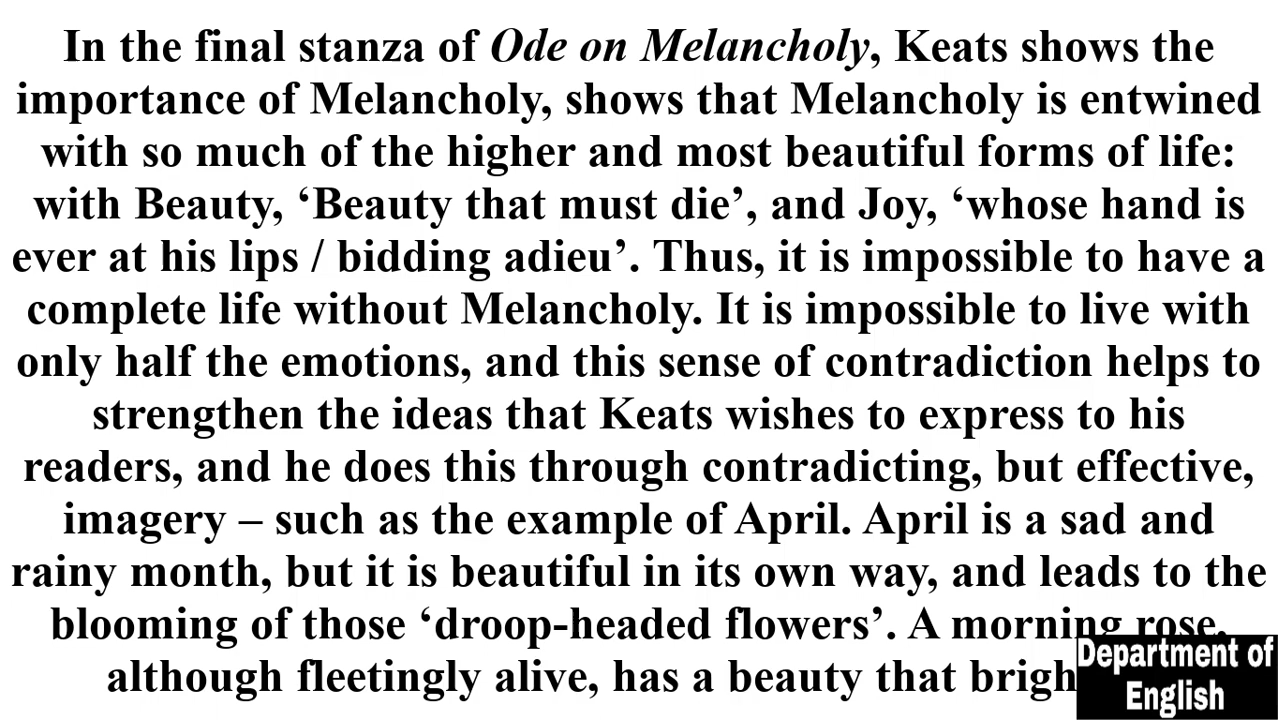 In the final stanza of Ode on Melancholy, Keats shows the
importance of Melancholy, shows that Melancholy is entwined
with so much of the higher and most beautiful forms of life:
with Beauty, ‘Beauty that must die’, and Joy, ‘whose hand is
ever at his lips / bidding adieu’. Thus, it is impossible to have a
complete life without Melancholy. It is impossible to live with
only half the emotions, and this sense of contradiction helps to
strengthen the ideas that Keats wishes to express to his
readers, and he does this through contradicting, but effective,
imagery – such as the example of April. April is a sad and
rainy month, but it is beautiful in its own way, and leads to the
blooming of those ‘droop-headed flowers’. A morning rose,
although fleetingly alive, has a beauty that
Department of
English